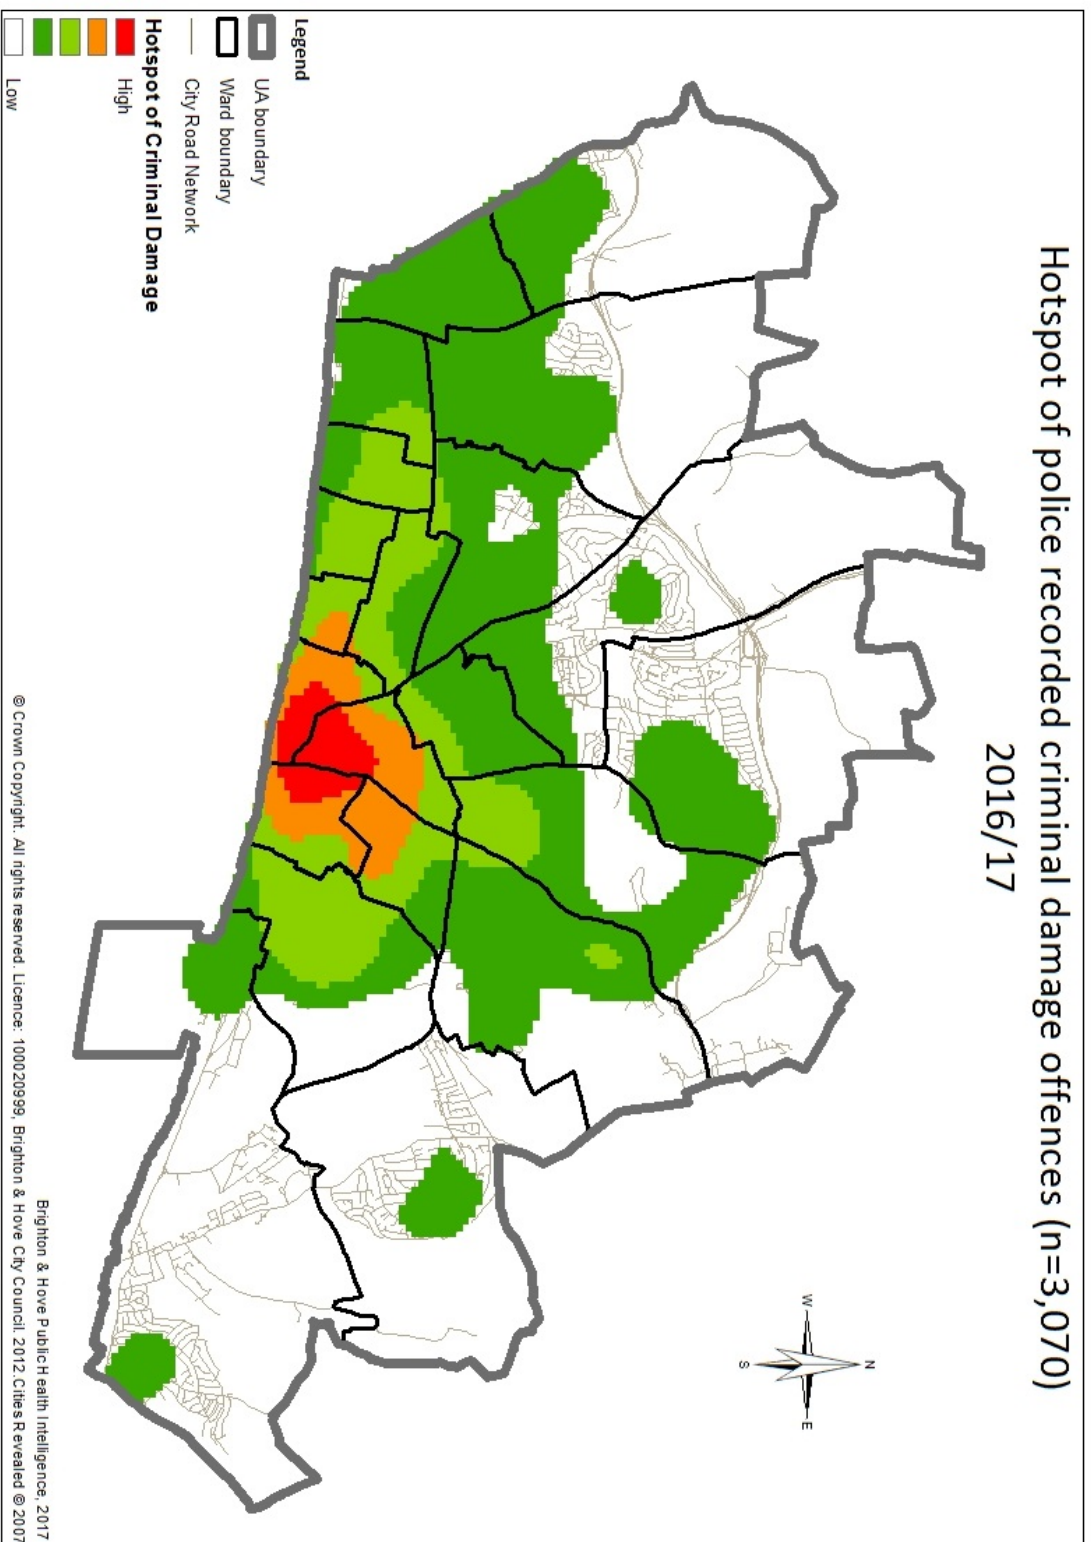 Hotspot of police recorded criminal damage offences (n=3,070)
2016/17
N
W
E
S
Legend
UA boundary
Ward boundary
City Road Network
Hotspot of Criminal Damage
High
Low
Brighton & Hove Public Health Intelligence, 2017
© Crown Copyright. All rights reserved. Licence: 100020999, Brighton & Hove City Council. 2012.Cities Revealed © 2007